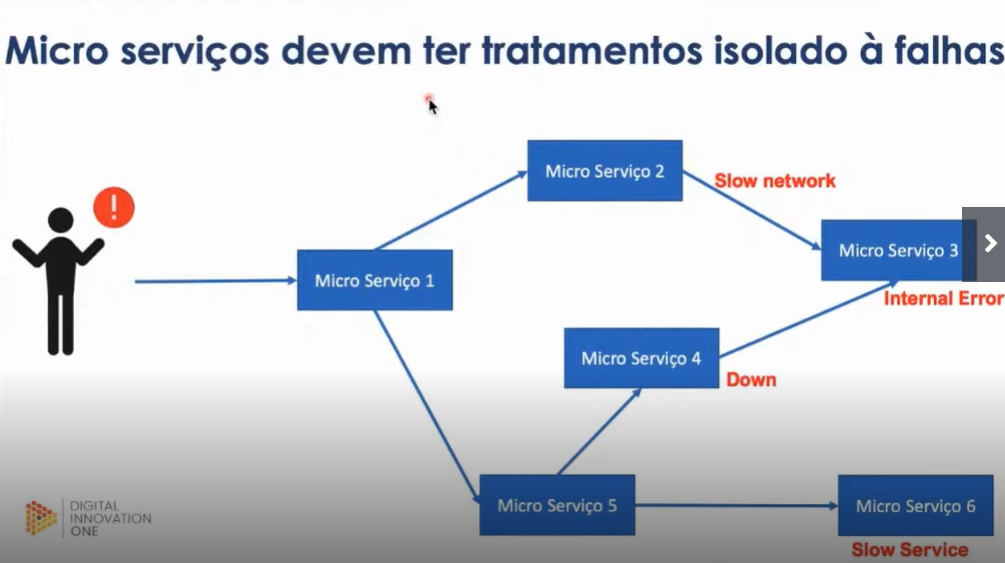 Micro serviços devem ter tratamentos isolado à falhas
!
Micro Serviço 2
Slow network
Micro Serviço 3
Internal Error
Micro Serviço 1
Micro Serviço 4
Down
Micro Serviço 5
Micro Serviço 6
Slow Service
DIGITAL
INNOVATION
ONE